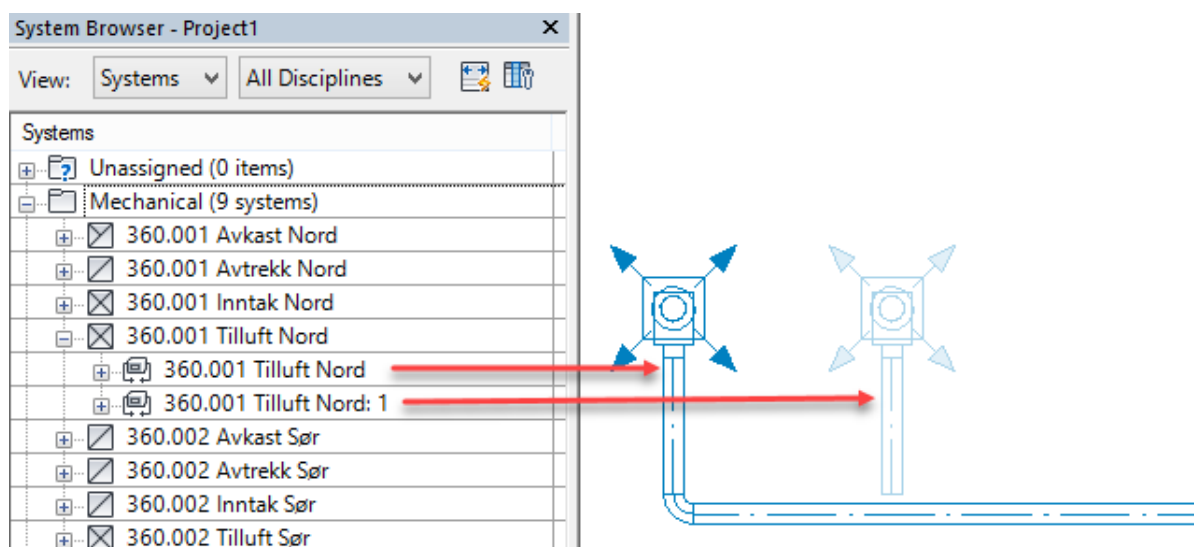 System Browser - Project1
View: Systems All Disciplines
Systems
Unassigned (0 items)
Mechanical (9 systems)
360.001 Avkast Nord
360.001 Avtrekk Nord
360.001 Inntak Nord
360.001 Tilluft Nord
360.001 Tilluft Nord
360.001 Tilluft Nord: 1
360.002 Avkast Sør
360.002 Avtrekk Sør
360.002 Inntak Sør
360.002 Tilluft Sør